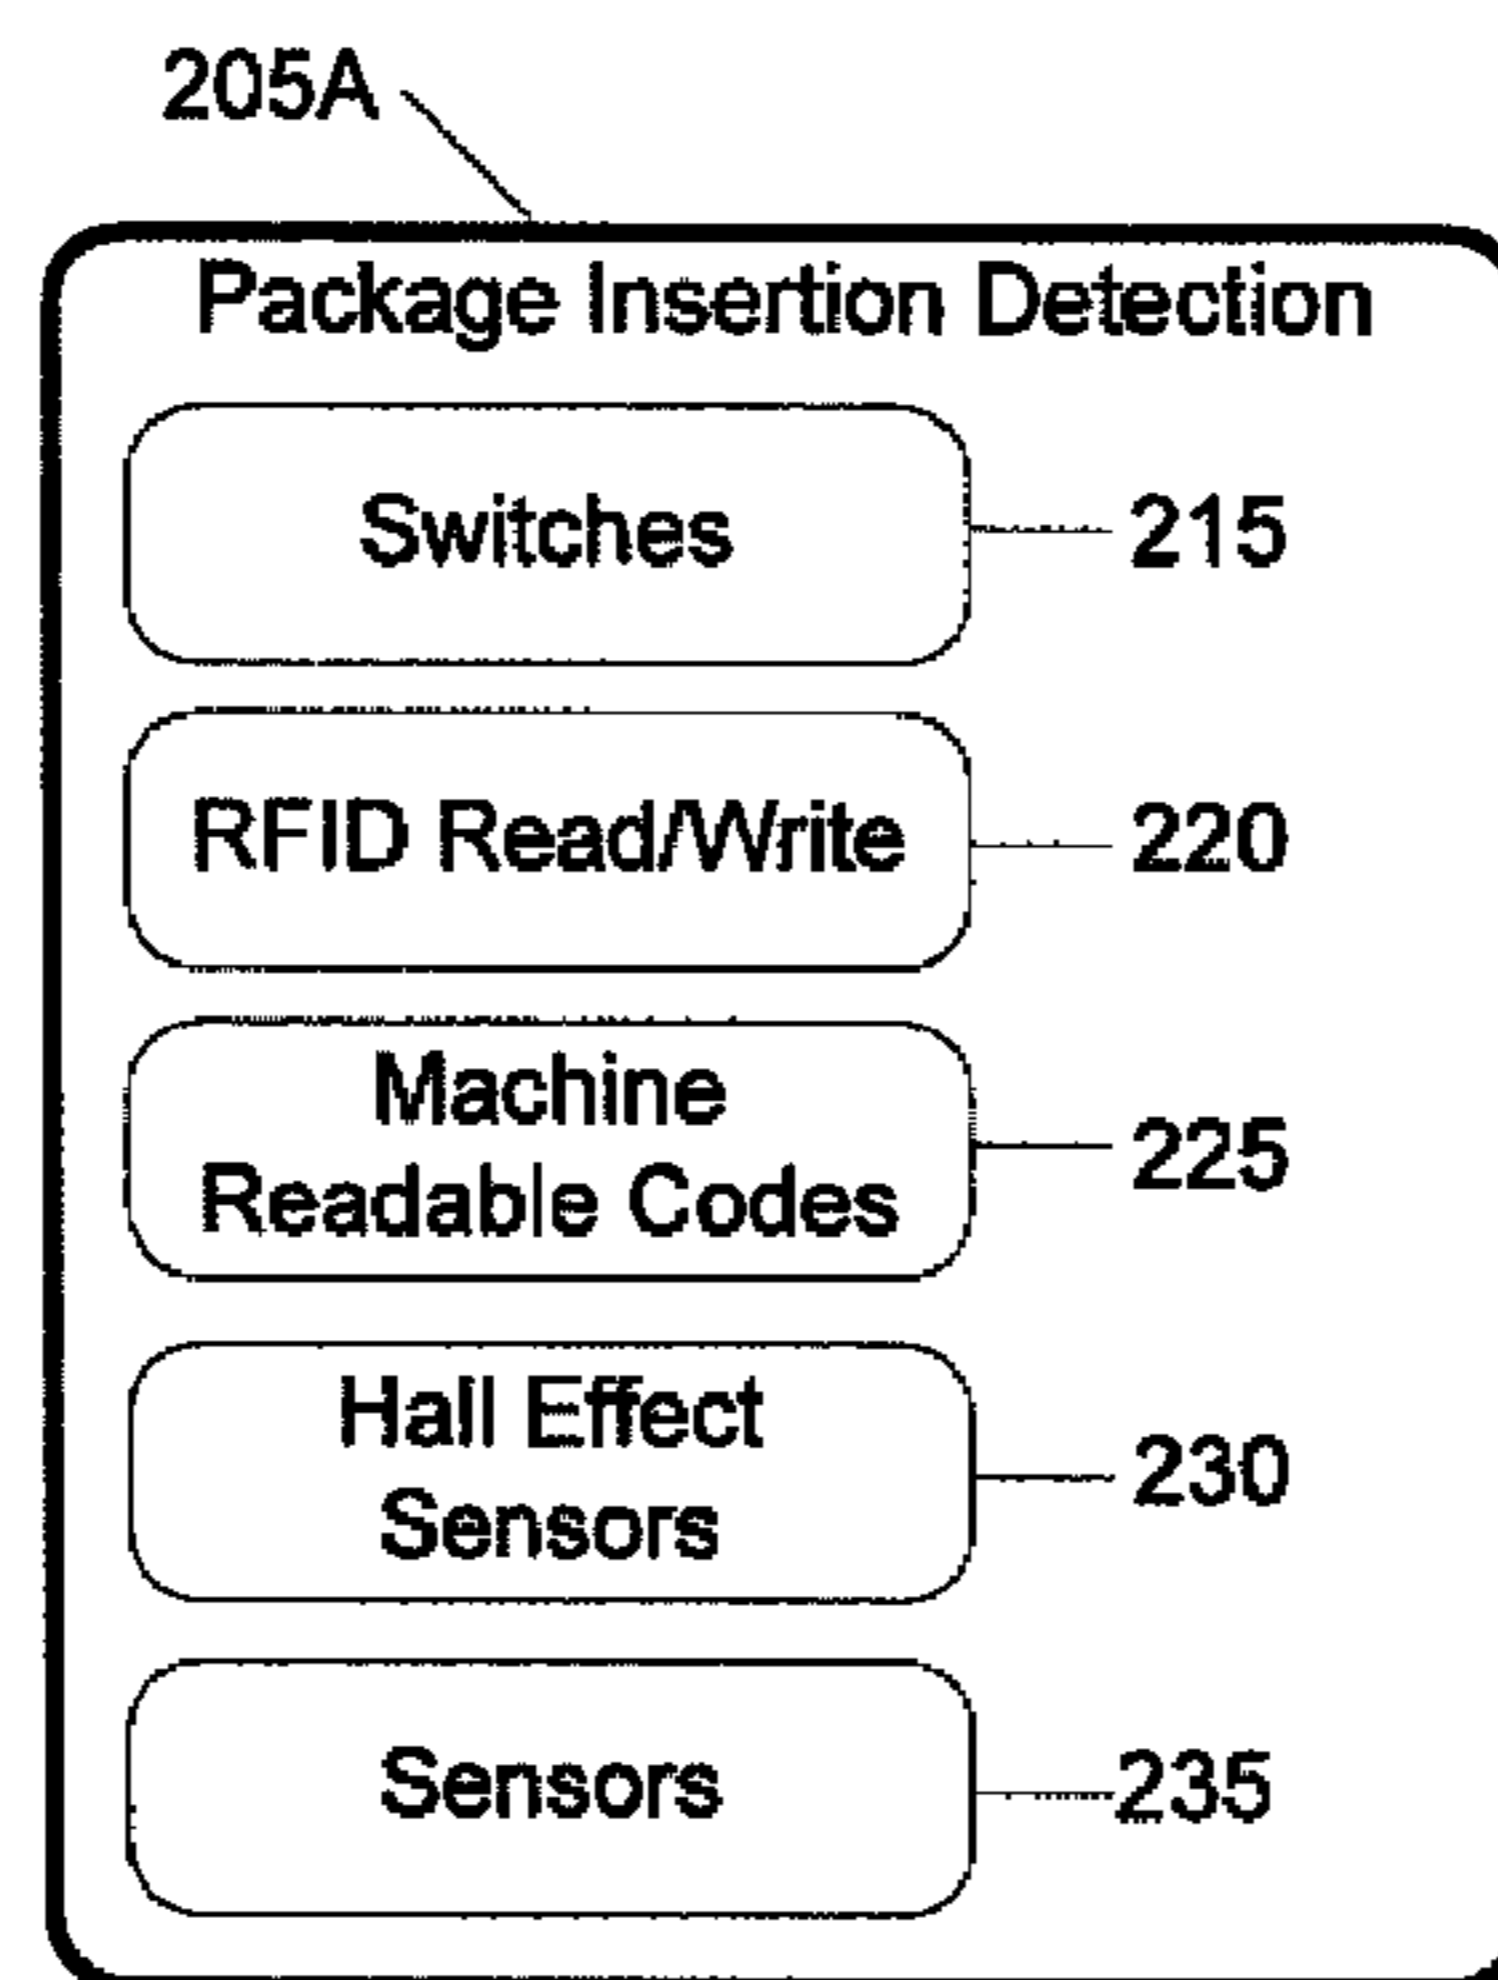 205A
Package Insertion Detection
Switches
215
RFID Read/Write
220
Machine
Readable Codes
225
Hall Effect
Sensors
230
Sensors
235